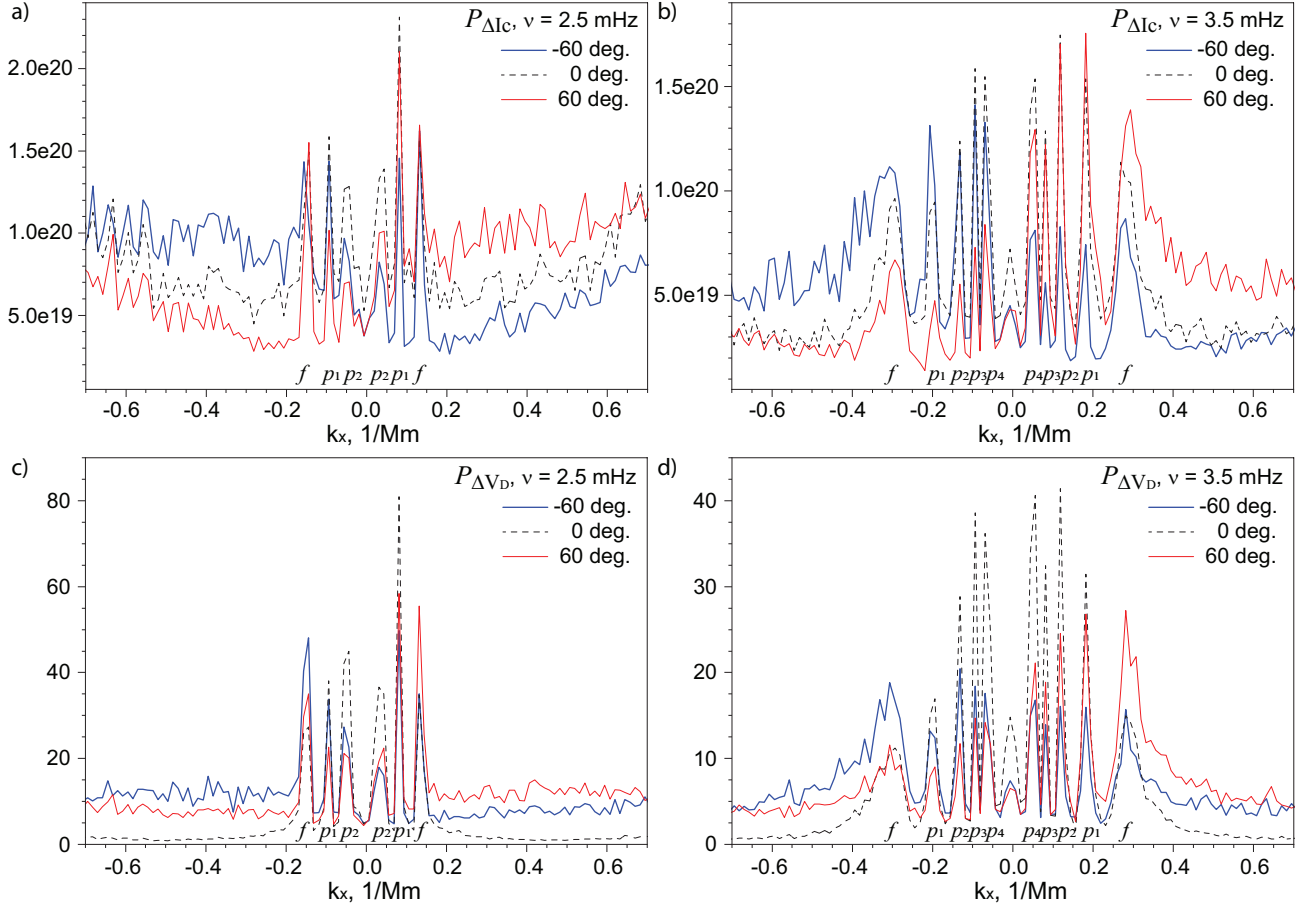 a)
P ΔIc, ν = 2.5 mHz
-60 deg.
0 deg.
60 deg.
2.0e20
1.5e20
1.0e20
5.0e19
f p₁ p₂ p₂ p₁ f
-0.6 -0.4 -0.2 0.0 0.2 0.4 0.6
kx, 1/Mm
b)
P ΔIc, ν = 3.5 mHz
-60 deg.
0 deg.
60 deg.
1.5e20
1.0e20
5.0e19
f p₁ p₂ p₃ p₄ p₄ p₃ p₂ p₁ f
-0.6 -0.4 -0.2 0.0 0.2 0.4 0.6
kx, 1/Mm
c)
P ΔVD, ν = 2.5 mHz
-60 deg.
0 deg.
60 deg.
80
60
40
20
0
f p₁ p₂ p₂ p₁ f
-0.6 -0.4 -0.2 0.0 0.2 0.4 0.6
kx, 1/Mm
d)
P ΔVD, ν = 3.5 mHz
-60 deg.
0 deg.
60 deg.
40
30
20
10
0
f p₁ p₂ p₃ p₄ p₄ p₃ p₂ p₁ f
-0.6 -0.4 -0.2 0.0 0.2 0.4 0.6
kx, 1/Mm